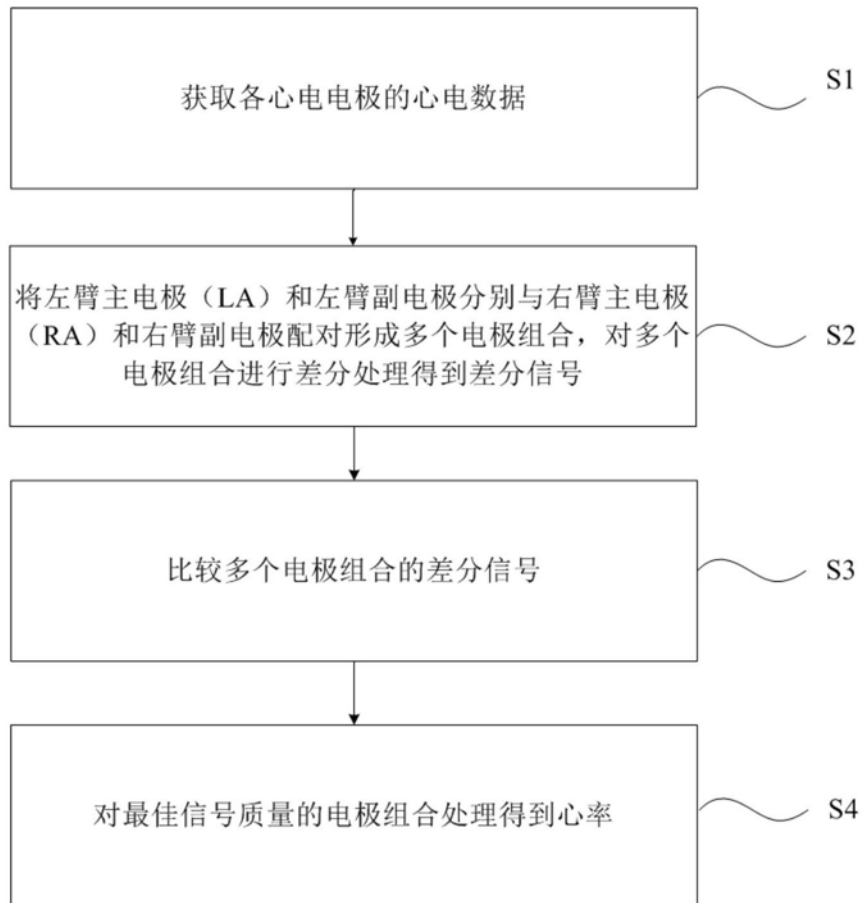 获取各心电电极的心电数据
S1
将左臂主电极（LA）和左臂副电极分别与右臂主电极
（RA）和右臂副电极配对形成多个电极组合，对多个
电极组合进行差分处理得到差分信号
S2
比较多个电极组合的差分信号
S3
对最佳信号质量的电极组合处理得到心率
S4